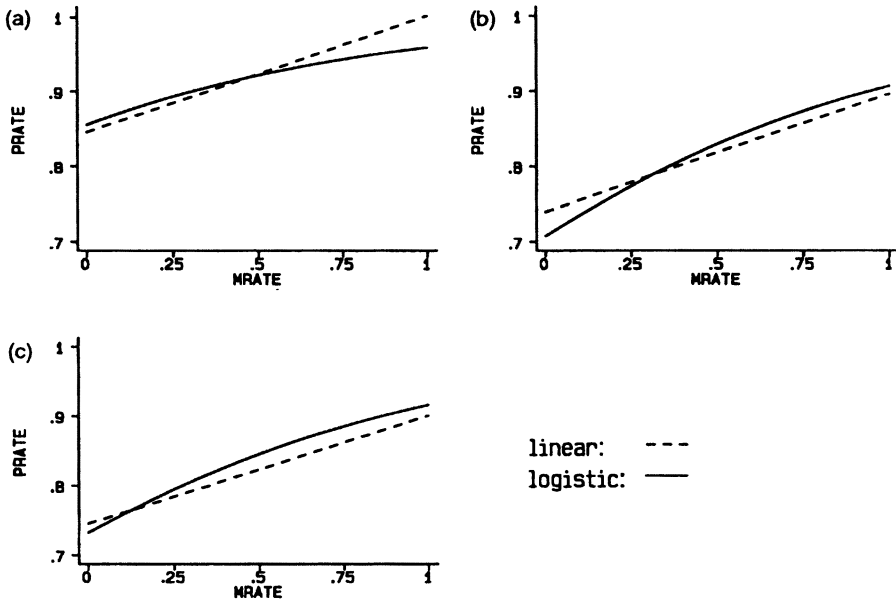 (a)
1
.9
.8
.7
PRATE
0 .25 .5 .75 1
MRATE
(b)
1
.9
.8
.7
PRATE
0 .25 .5 .75 1
MRATE
(c)
1
.9
.8
.7
PRATE
0 .25 .5 .75 1
MRATE
linear:
logistic: